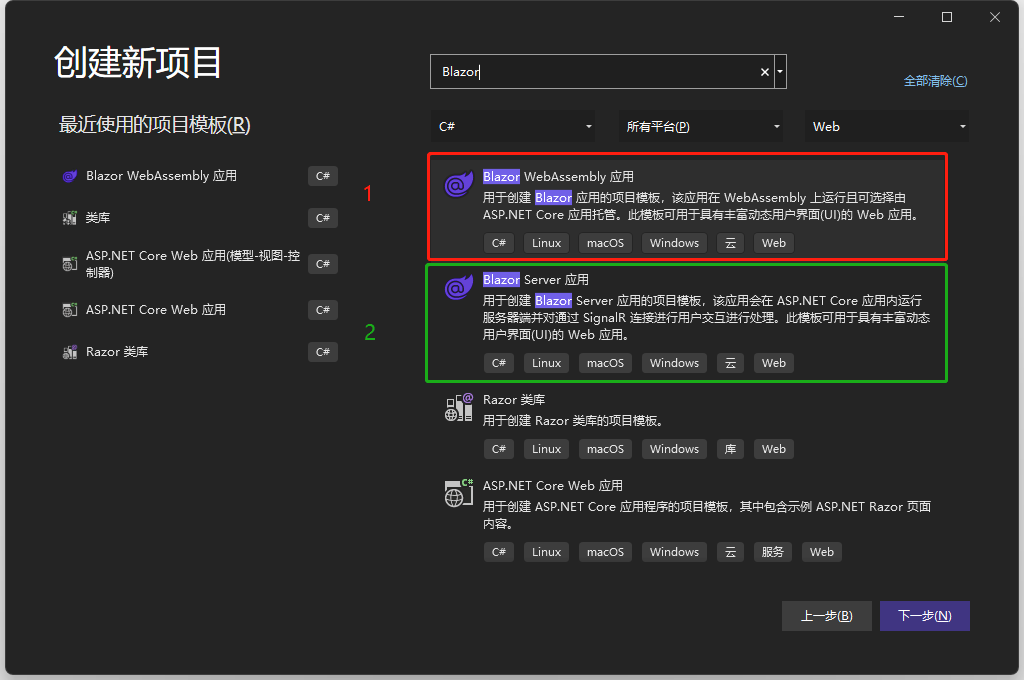 创建新项目
最近使用的项目模板(R)
Blazor WebAssembly 应用
C#
类库
C#
ASP.NET Core Web 应用(模型-视图-控
制器)
C#
ASP.NET Core Web 应用
C#
Razor 类库
C#
1
2
Blazor
全部清除(C)
C#
所有平台(P)
Web
Blazor WebAssembly 应用
用于创建 Blazor 应用的项目模板，该应用在 WebAssembly 上运行且可选择由
ASP.NET Core 应用托管。此模板可用于具有丰富动态用户界面(UI)的 Web 应用。
C# Linux macOS Windows 云 Web
Blazor Server 应用
用于创建 Blazor Server 应用的项目模板，该应用会在 ASP.NET Core 应用内运行
服务器端并对通过 SignalR 连接进行用户交互进行处理。此模板可用于具有丰富动态
用户界面(UI)的 Web 应用。
C# Linux macOS Windows 云 Web
Razor 类库
用于创建 Razor 类库的项目模板。
C# Linux macOS Windows 库 Web
C#
ASP.NET Core Web 应用
用于创建 ASP.NET Core 应用程序的项目模板，其中包含示例 ASP.NET Razor 页面
内容。
C# Linux macOS Windows 云 服务 Web
上一步(B)
下一步(N)